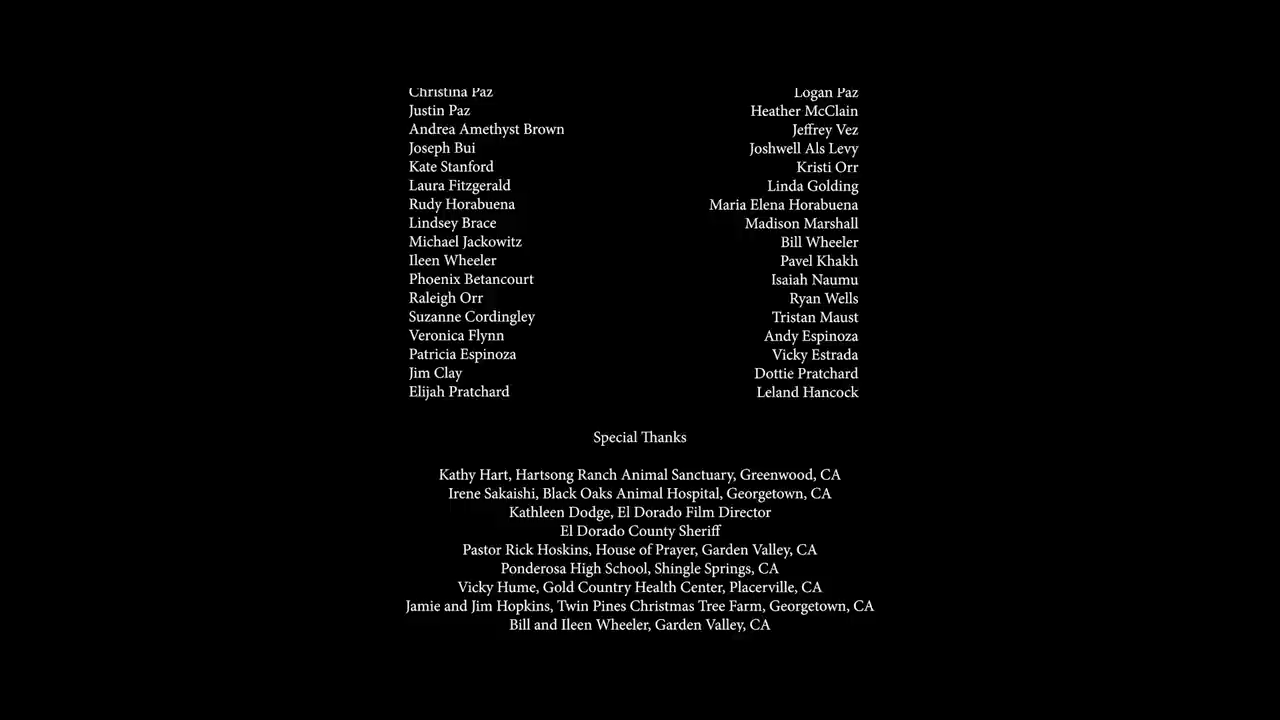 Christina Paz Logan Paz
Justin Paz Heather McClain
Andrea Amethyst Brown Jeffrey Vez
Joseph Bui Joshwell Als Levy
Kate Stanford Kristi Orr
Laura Fitzgerald Linda Golding
Rudy Horabuena Maria Elena Horabuena
Lindsey Brace Madison Marshall
Michael Jackowitz Bill Wheeler
Ileen Wheeler Pavel Khakh
Phoenix Betancourt Isaiah Naumu
Raleigh Orr Ryan Wells
Suzanne Cordingley Tristan Maust
Veronica Flynn Andy Espinoza
Patricia Espinoza Vicky Estrada
Jim Clay Dottie Pratchard
Elijah Pratchard Leland Hancock
Special Thanks
Kathy Hart, Hartsong Ranch Animal Sanctuary, Greenwood, CA
Irene Sakaishi, Black Oaks Animal Hospital, Georgetown, CA
Kathleen Dodge, El Dorado Film Director
El Dorado County Sheriff
Pastor Rick Hoskins, House of Prayer, Garden Valley, CA
Ponderosa High School, Shingle Springs, CA
Vicky Hume, Gold Country Health Center, Placerville, CA
Jamie and Jim Hopkins, Twin Pines Christmas Tree Farm, Georgetown, CA
Bill and Ileen Wheeler, Garden Valley, CA